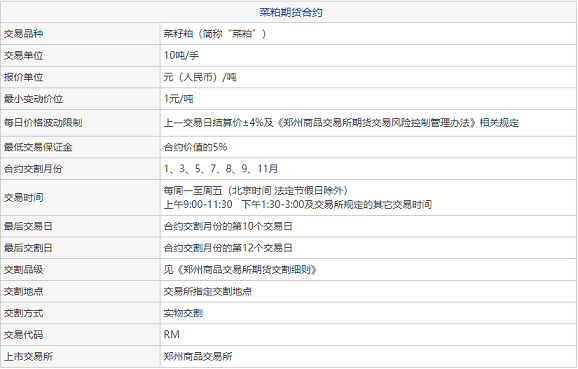 菜粕期货合约
交易品种 菜籽粕（简称“菜粕”）
交易单位 10吨/手
报价单位 元（人民币）/吨
最小变动价位 1元/吨
每日价格波动限制 上一交易日结算价±4%及《郑州商品交易所期货交易风险控制管理办法》相关规定
最低交易保证金 合约价值的5%
合约交割月份 1、3、5、7、8、9、11月
交易时间 每周一至周五（北京时间 法定节假日除外）
上午9:00-11:30 下午1:30-3:00及交易所规定的其它交易时间
最后交易日 合约交割月份的第10个交易日
最后交割日 合约交割月份的第12个交易日
交割品级 见《郑州商品交易所期货交割细则》
交割地点 交易所指定交割地点
交割方式 实物交割
交易代码 RM
上市交易所 郑州商品交易所